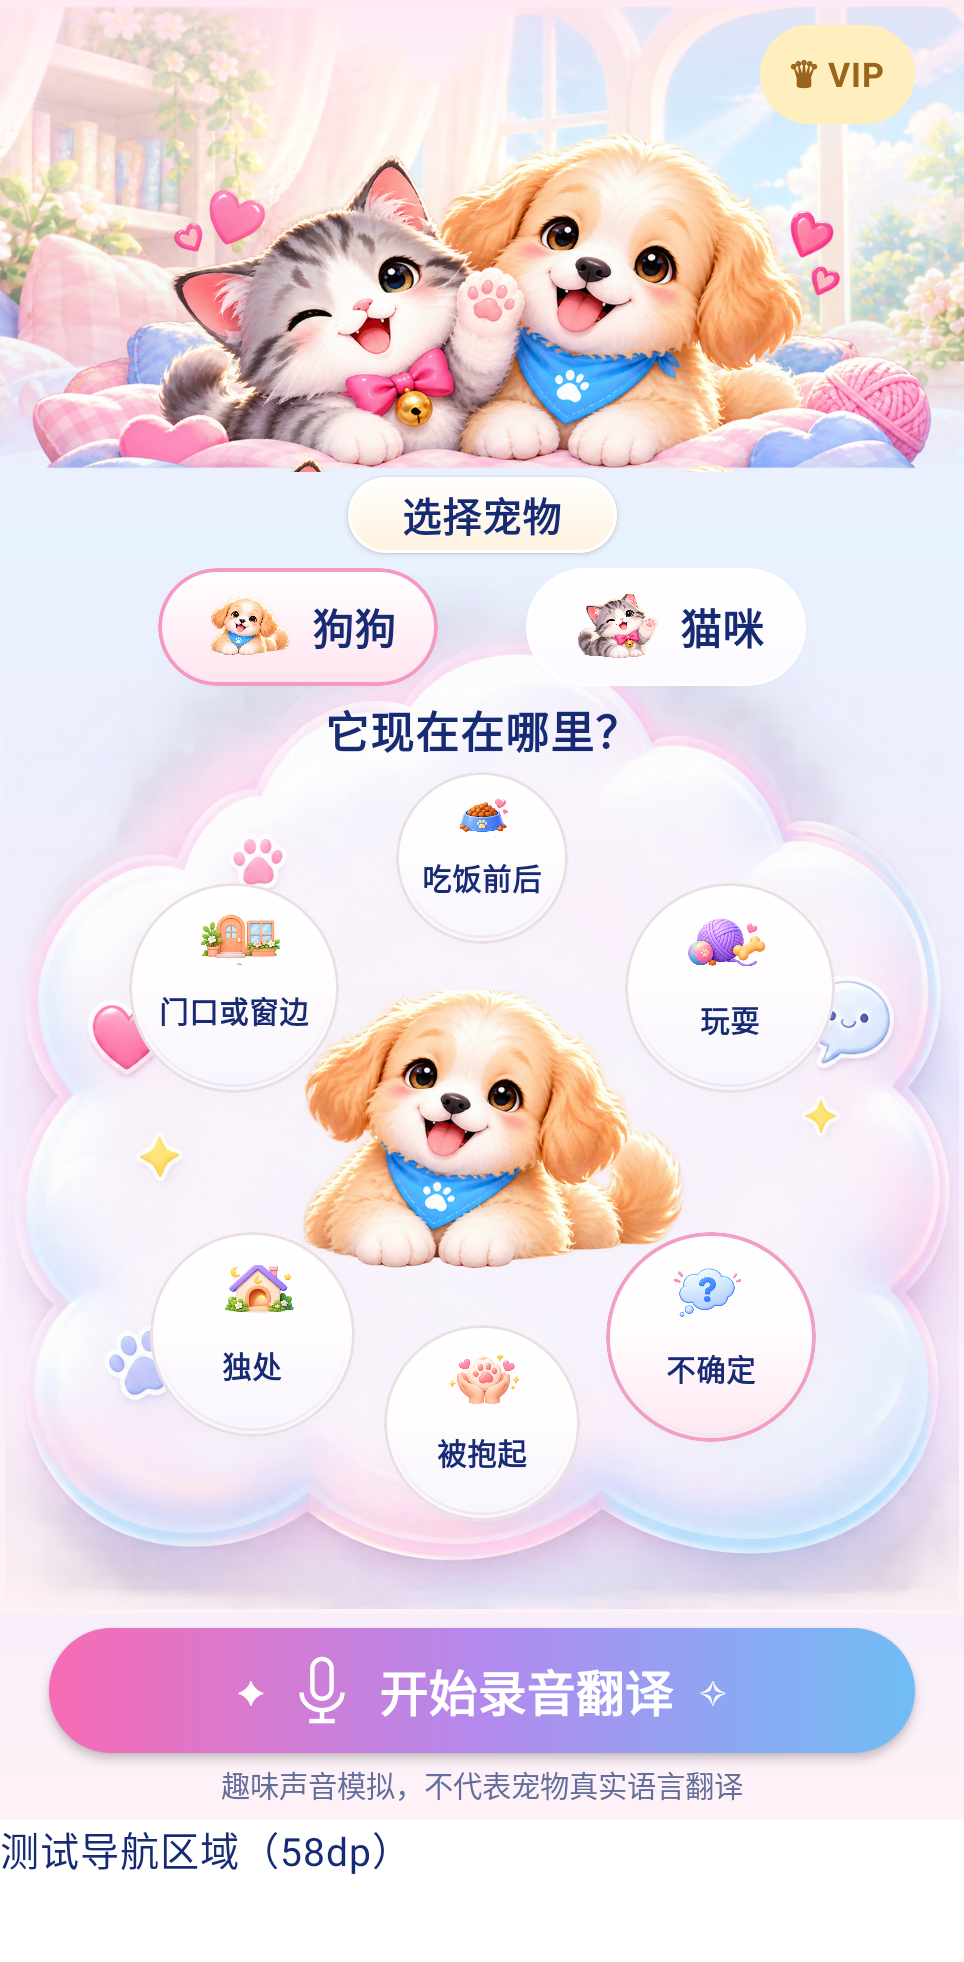 VIP
选择宠物
狗狗
猫咪
它现在在哪里？
吃饭前后
门口或窗边
玩耍
独处
不确定
被抱起
开始录音翻译
趣味声音模拟，不代表宠物真实语言翻译
测试导航区域（58dp）